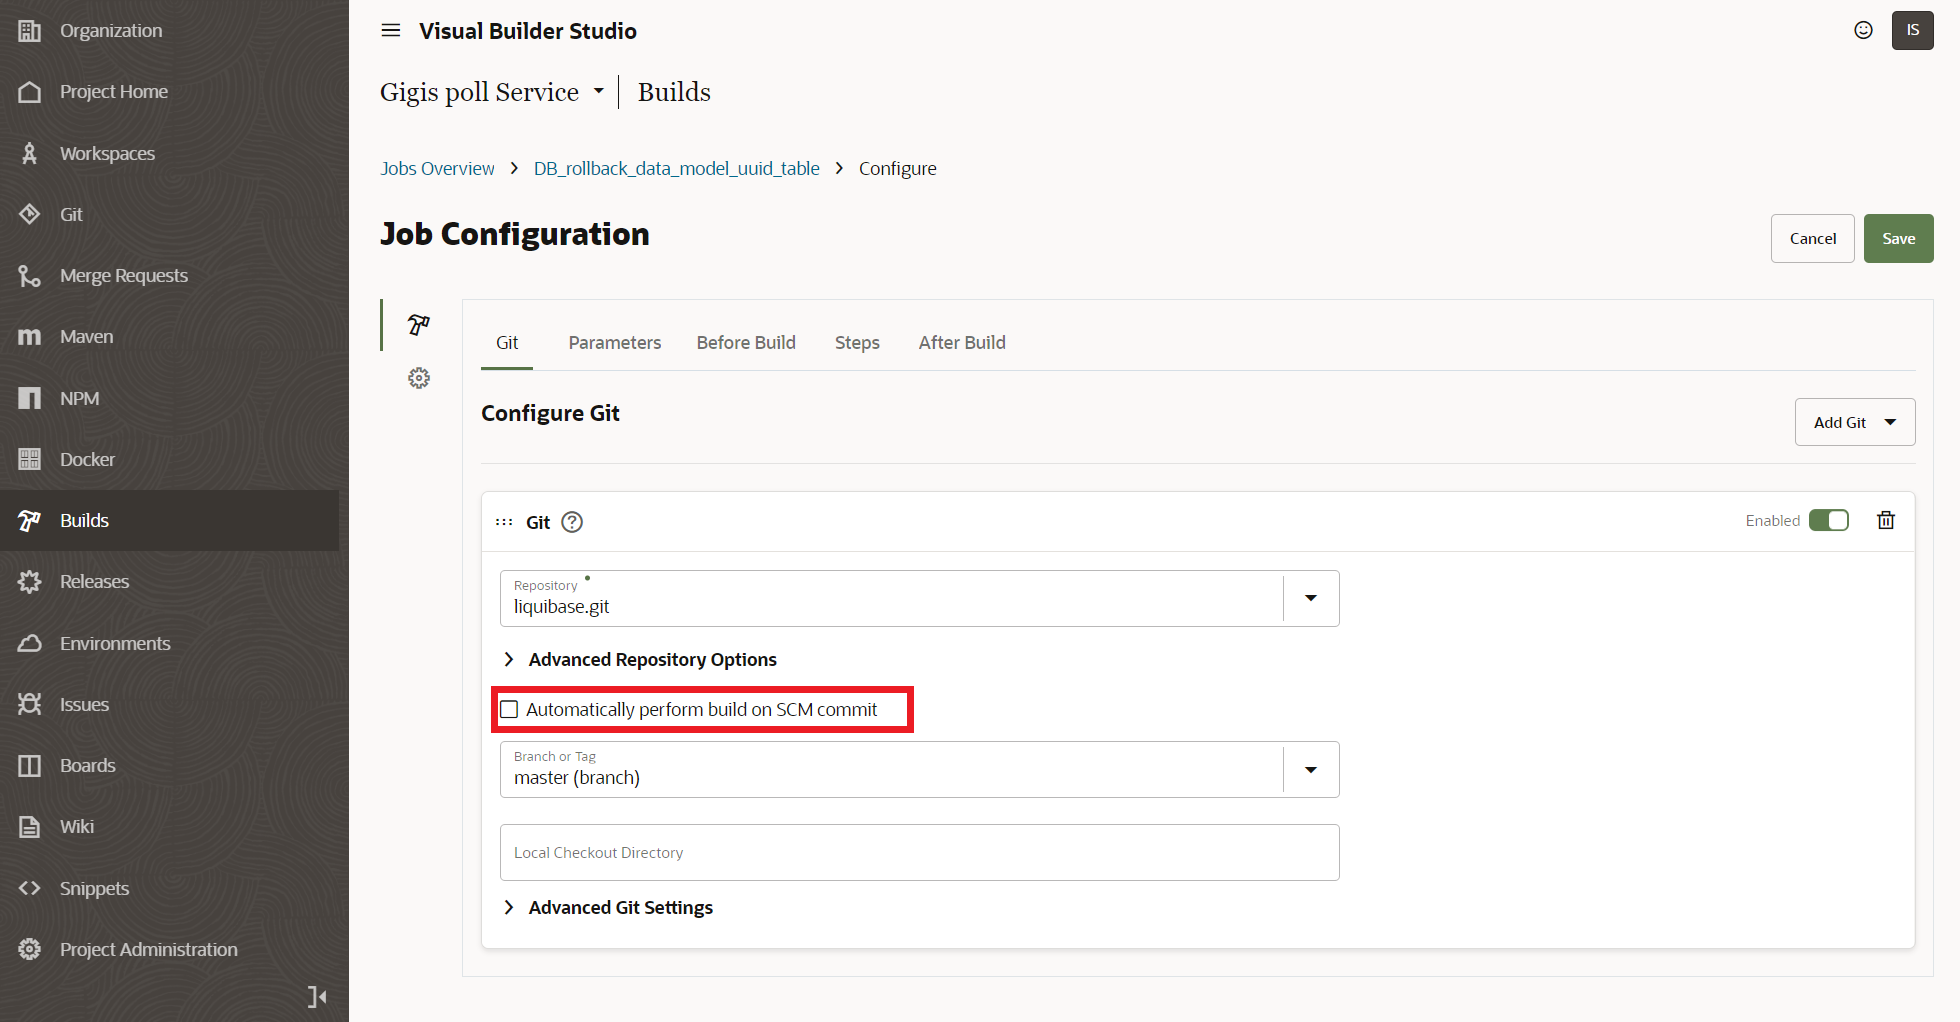 Organization
Project Home
Workspaces
Git
Merge Requests
Maven
NPM
Docker
Builds
Releases
Environments
Issues
Boards
Wiki
Snippets
Project Administration
Visual Builder Studio
IS
Gigis poll Service
Builds
Jobs Overview > DB_rollback_data_model_uuid_table > Configure
Job Configuration
Cancel
Save
Git
Parameters
Before Build
Steps
After Build
Configure Git
Add Git
Git
Enabled
Repository
liquibase.git
Advanced Repository Options
Automatically perform build on SCM commit
Branch or Tag
master (branch)
Local Checkout Directory
Advanced Git Settings